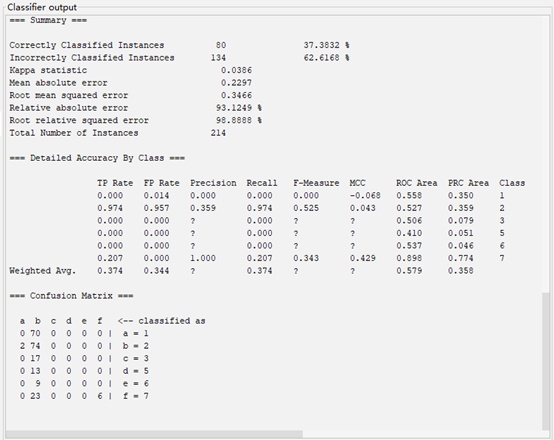 Classifier output
=== Summary ===
Correctly Classified Instances 80 37.3832 %
Incorrectly Classified Instances 134 62.6168 %
Kappa statistic 0.0386
Mean absolute error 0.2297
Root mean squared error 0.3466
Relative absolute error 93.1249 %
Root relative squared error 98.8888 %
Total Number of Instances 214
=== Detailed Accuracy By Class ===
TP Rate FP Rate Precision Recall F-Measure MCC ROC Area PRC Area Class
0.000 0.014 0.000 0.000 0.000 -0.068 0.558 0.350 1
0.974 0.957 0.359 0.974 0.525 0.043 0.527 0.359 2
0.000 0.000 ? 0.000 ? ? 0.506 0.079 3
0.000 0.000 ? 0.000 ? ? 0.410 0.051 5
0.000 0.000 ? 0.000 ? ? 0.537 0.046 6
0.207 0.000 1.000 0.207 0.343 0.429 0.898 0.774 7
Weighted Avg. 0.374 0.344 ? 0.374 ? ? 0.579 0.358
=== Confusion Matrix ===
a b c d e f <-- classified as
0 70 0 0 0 0 | a = 1
2 74 0 0 0 0 | b = 2
0 17 0 0 0 0 | c = 3
0 13 0 0 0 0 | d = 5
0 9 0 0 0 0 | e = 6
0 23 0 0 0 6 | f = 7